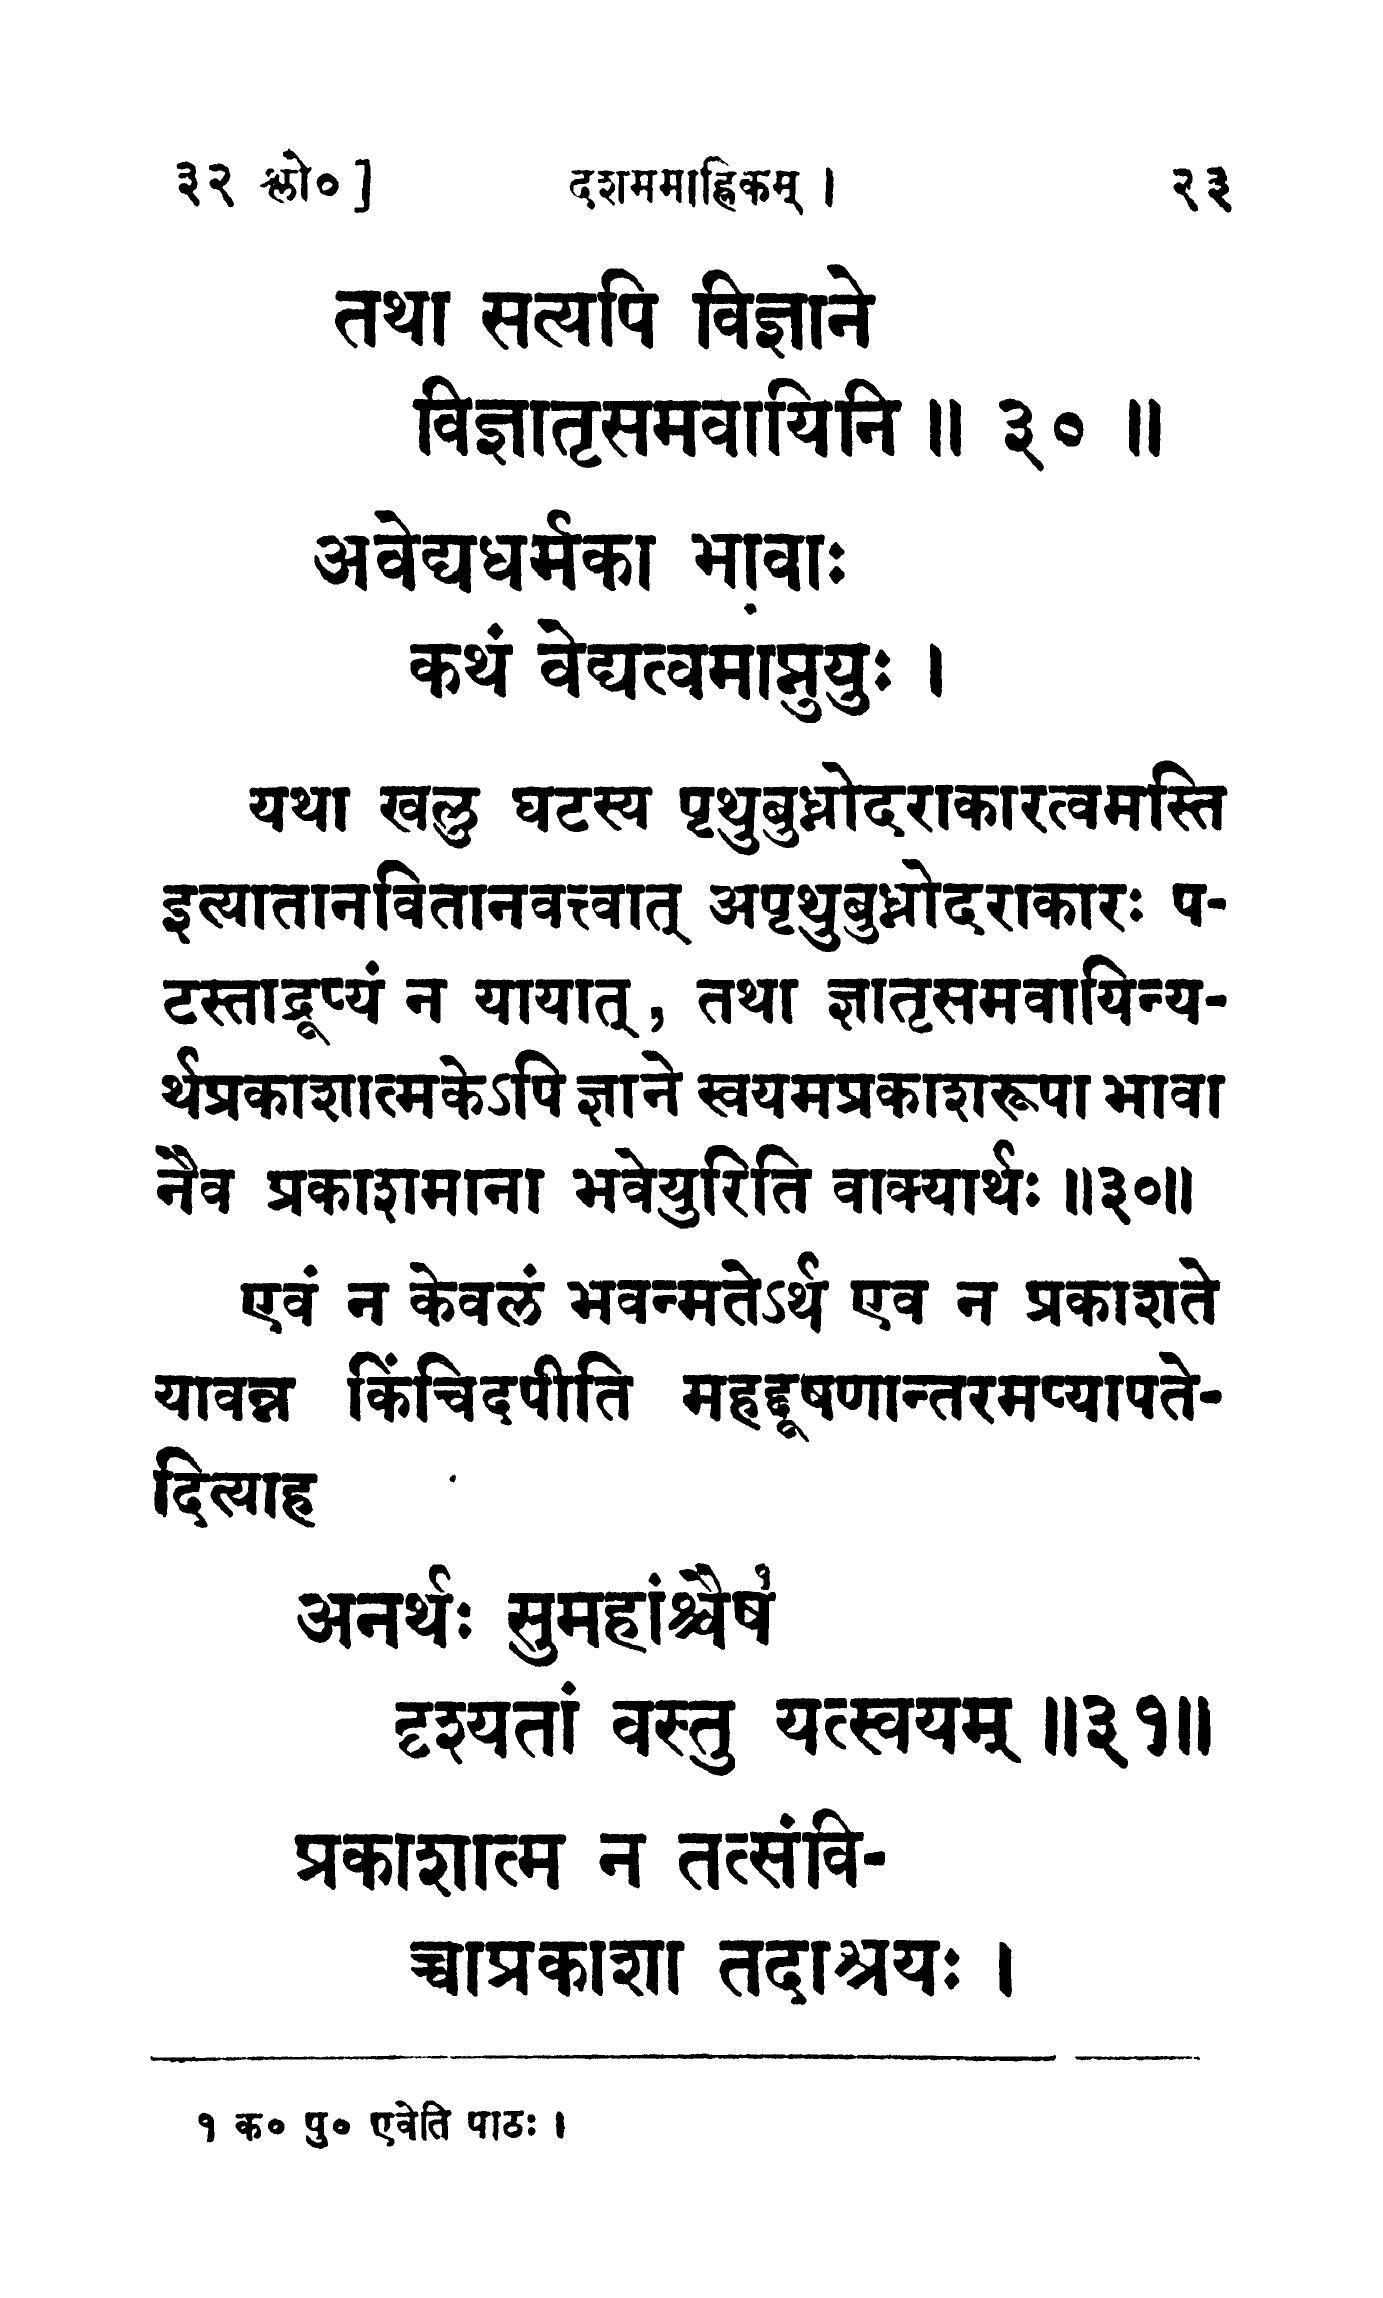 ३२ श्लो०]
दशममाह्निकम् ।
२३
तथा सत्यपि विज्ञाने
विज्ञातृसमवायिनि ॥ ३० ॥
अवेद्यधर्मका भावाः
कथं वेद्यत्वमाप्नुयुः ।
यथा खलु घटस्य पृथुबुध्नोदराकारत्वमस्ति
इत्यातानवितानवत्त्वात् अपृथुबुध्नोदराकारः प-
टस्ताद्रूप्यं न यायात्, तथा ज्ञातृसमवायिन्य-
र्थप्रकाशात्मकेऽपि ज्ञाने स्वयमप्रकाशरूपा भावा
नैव प्रकाशमाना भवेयुरिति वाक्यार्थः ॥३०॥
एवं न केवलं भवन्मतेऽर्थ एव न प्रकाशते
यावन्न किंचिदपीति महद्दूषणान्तरमप्यापते-
दित्याह
अनर्थः सुमहांश्चैष१
दृश्यतां वस्तु यत्स्वयम् ॥३१॥
प्रकाशात्म न तत्संवि-
च्चाप्रकाशा तदाश्रयः ।
१ क० पु० एवेति पाठः ।